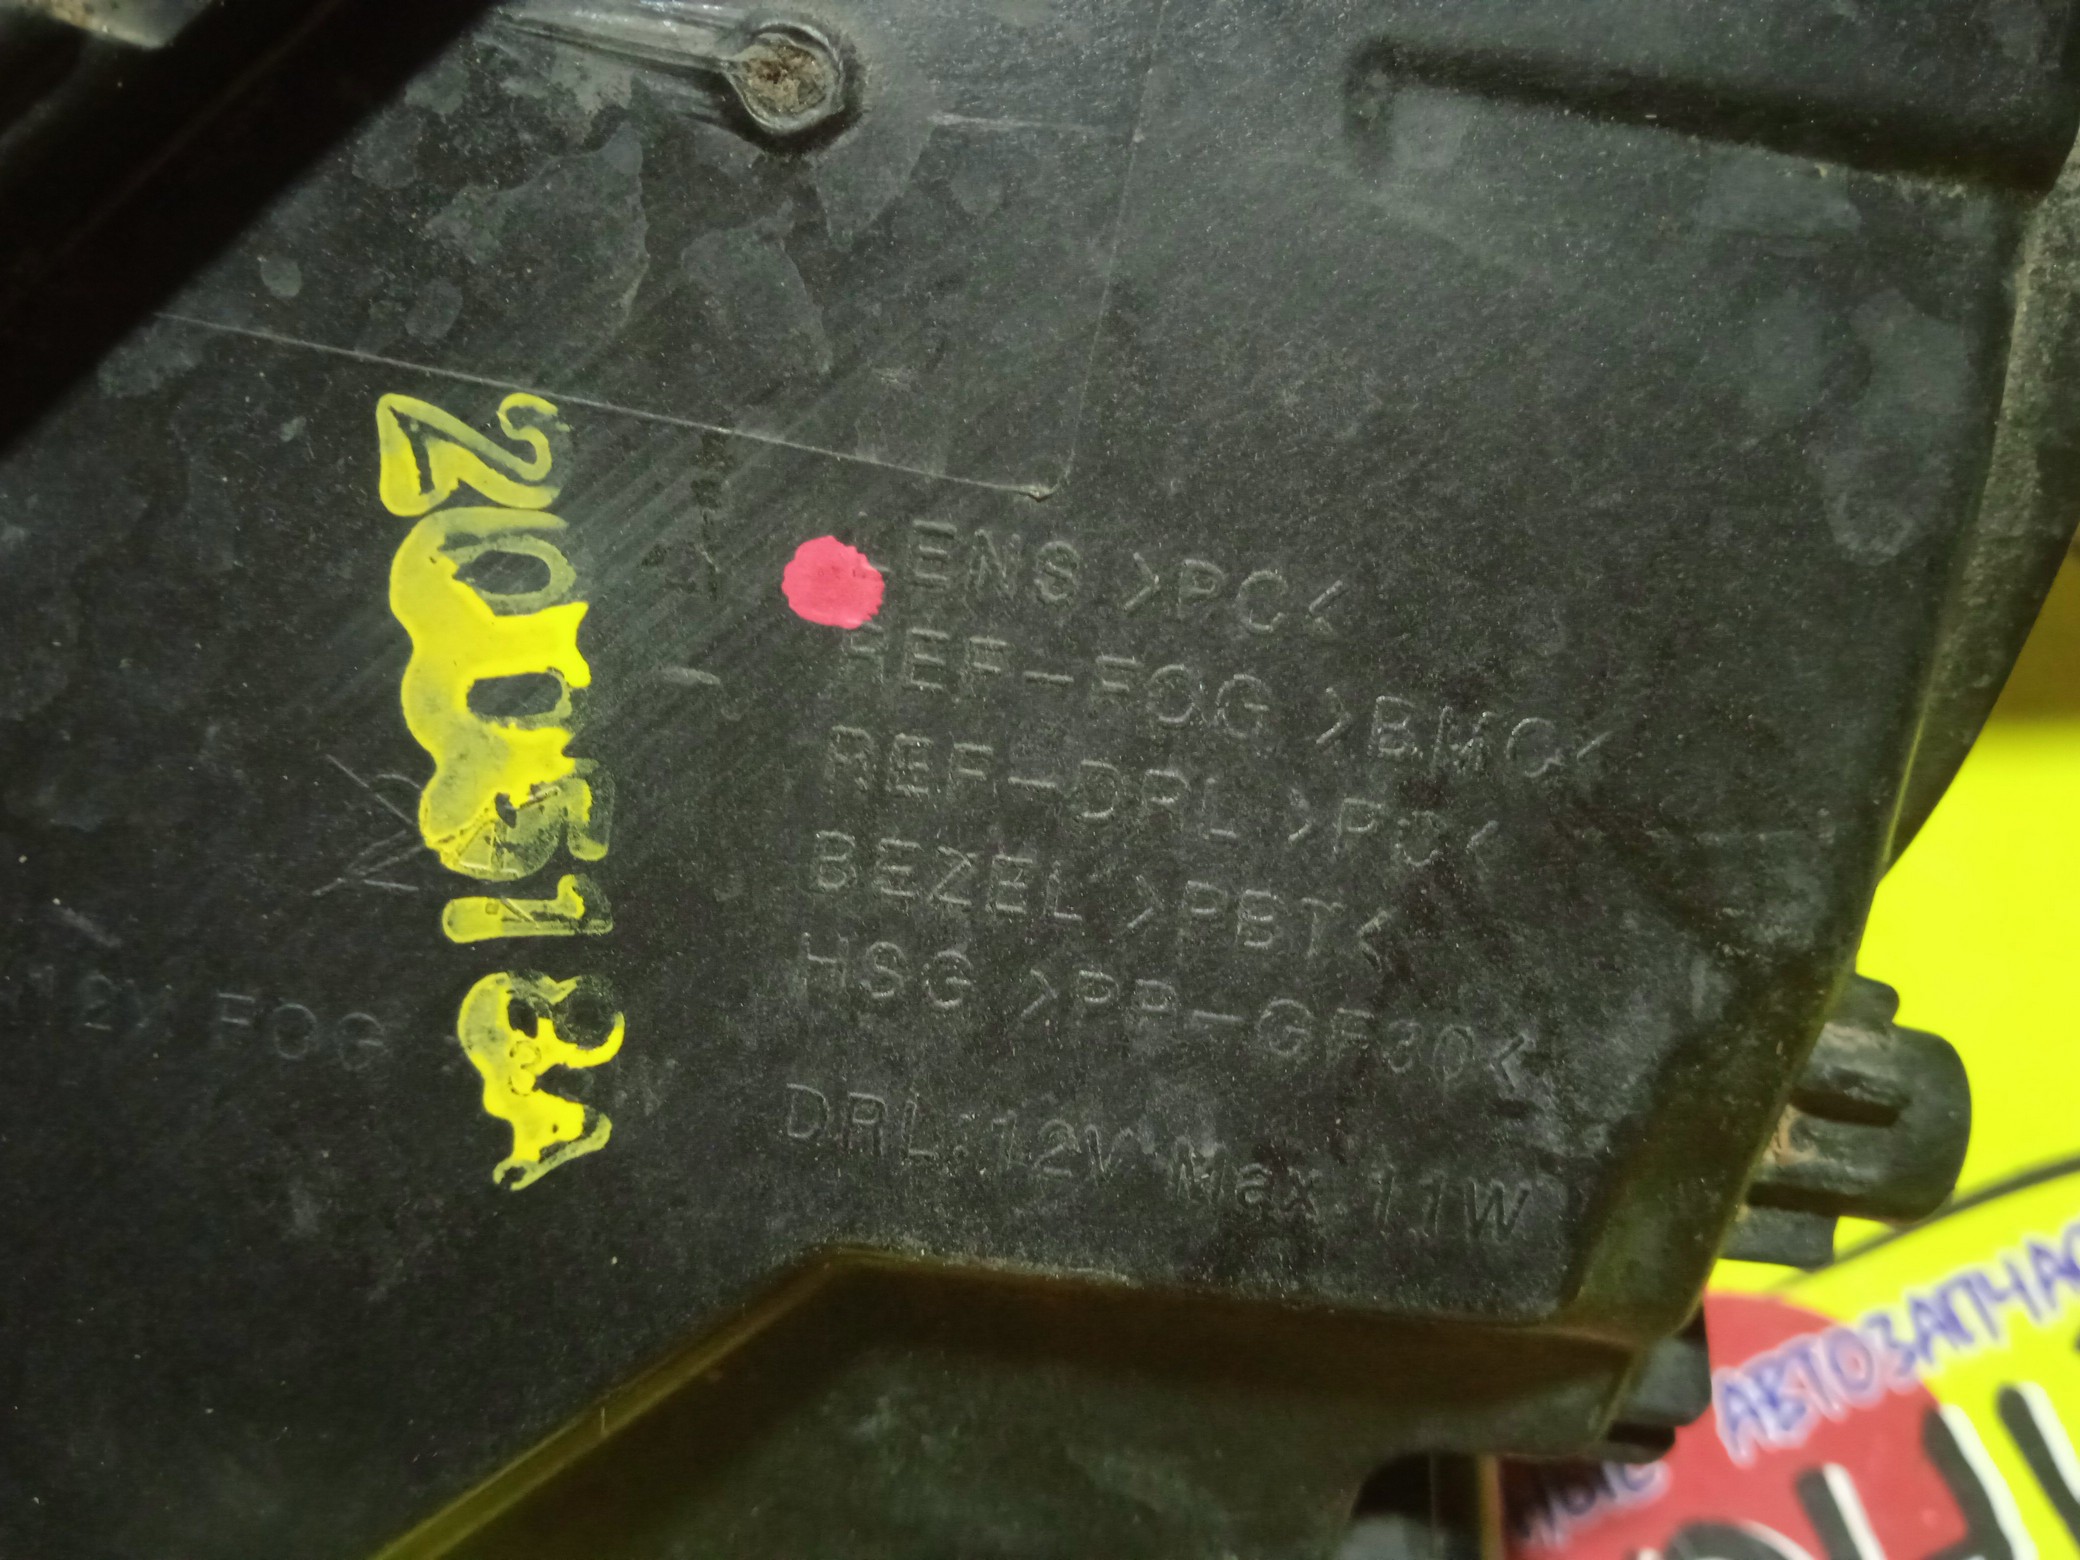 LENS >PC<
REF-FOG >BMC<
REF-DRL >PC<
BEZEL >PBT<
HSG >PP-GF30<
DRL:12V Max 11W
12V FOG
200518A
АВТОЗАПЧАС